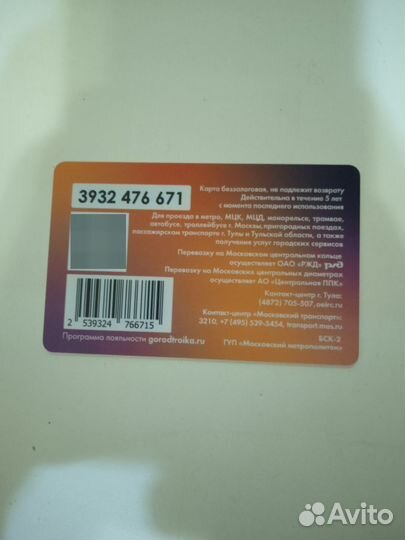 3932 476 671
Карта беззалоговая, не подлежит возврату
Действительна в течение 5 лет
с момента последнего использования
Для проезда в метро, МЦК, МЦД, монорельсе, трамвае,
автобусе, троллейбусе г. Москвы, пригородных поездах,
пассажирском транспорте г. Тулы и Тульской области, а также
получения услуг городских сервисов
Перевозку на Московском центральном кольце
осуществляет ОАО «РЖД» РЖД
Перевозку на Московских центральных диаметрах
осуществляет АО «Центральная ППК»
Контакт-центр г. Тула:
(4872) 705-507, oeirc.ru
Контакт-центр «Московский транспорт»:
3210, +7 (495) 539-5454, transport.mos.ru
2 539324 766715
БСК-2
Программа лояльности gorodtroika.ru
ГУП «Московский метрополитен»
Avito